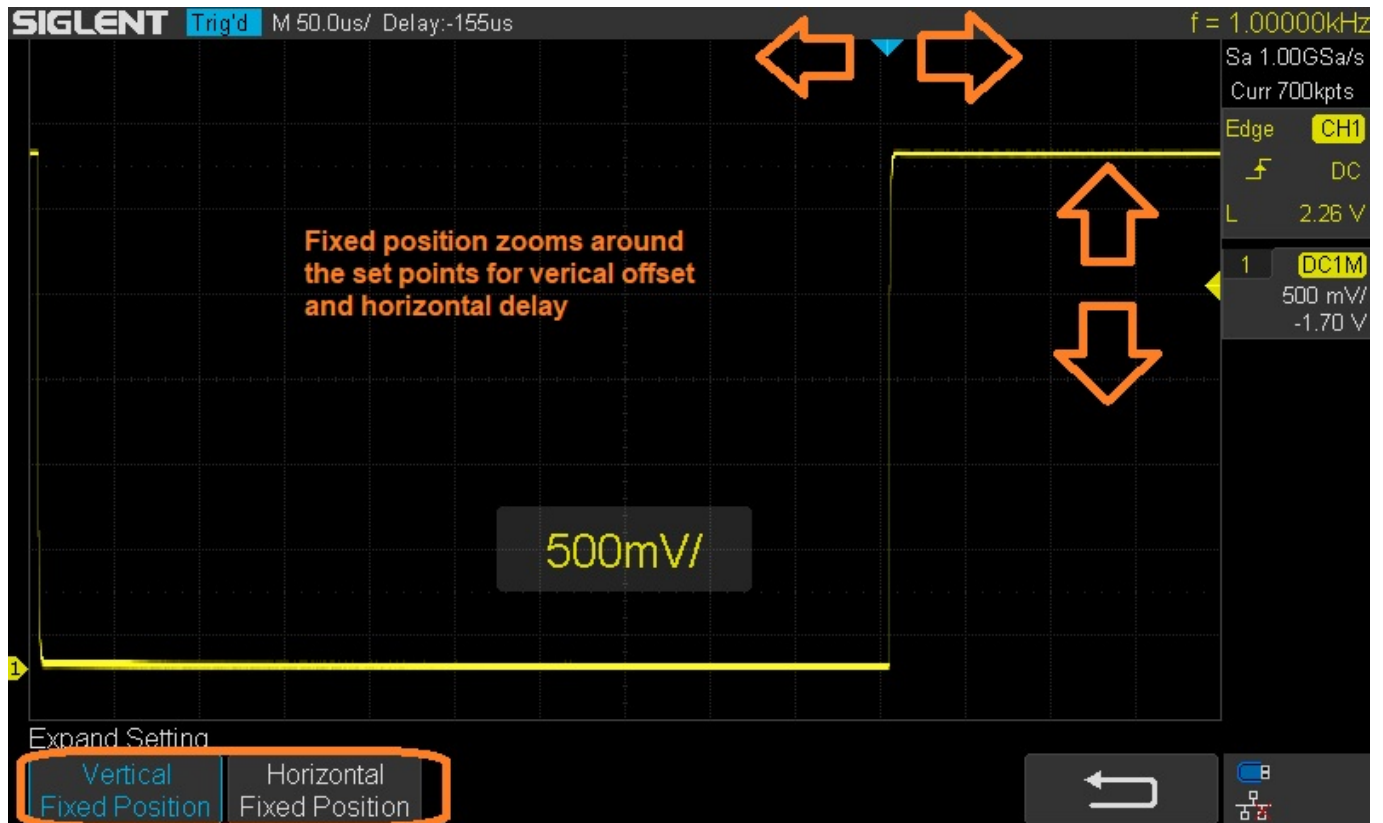 SIGLENT Trig'd M 50.0us/ Delay:-155us f = 1.00000kHz
Sa 1.00GSa/s
Curr 700kpts
Edge CH1
DC
L 2.26 V
Fixed position zooms around
the set points for verical offset
and horizontal delay
1 DC1M
500 mV/
-1.70 V
500mV/
1
Expand Setting
Vertical
Fixed Position
Horizontal
Fixed Position